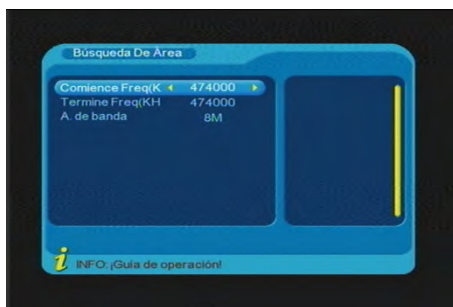 Búsqueda De Área
Comience Freq(K 474000
Termine Freq(KH 474000
A. de banda 8M
i INFO: ¡Guía de operación!